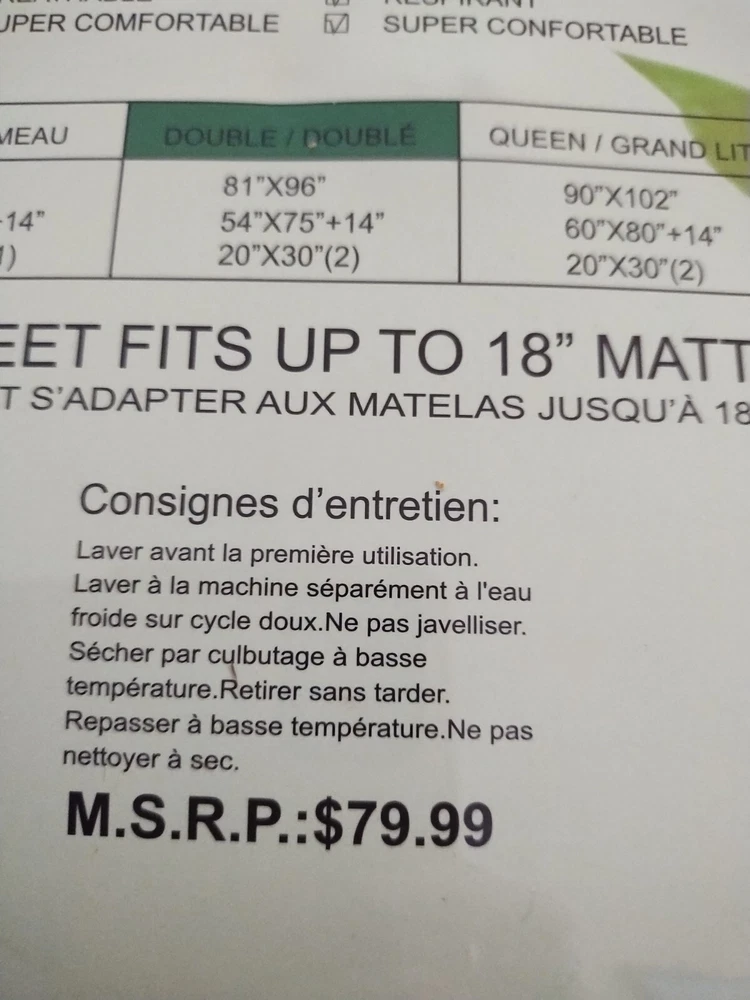 UPER COMFORTABLE ☑ SUPER CONFORTABLE
MEAU DOUBLE / DOUBLÉ QUEEN / GRAND LIT
81”X96” 90”X102”
14” 54”X75”+14” 60”X80”+14”
1) 20”X30”(2) 20”X30”(2)
EET FITS UP TO 18” MATT
T S’ADAPTER AUX MATELAS JUSQU’À 18
Consignes d’entretien:
Laver avant la première utilisation.
Laver à la machine séparément à l'eau
froide sur cycle doux.Ne pas javelliser.
Sécher par culbutage à basse
température.Retirer sans tarder.
Repasser à basse température.Ne pas
nettoyer à sec.
M.S.R.P.:$79.99